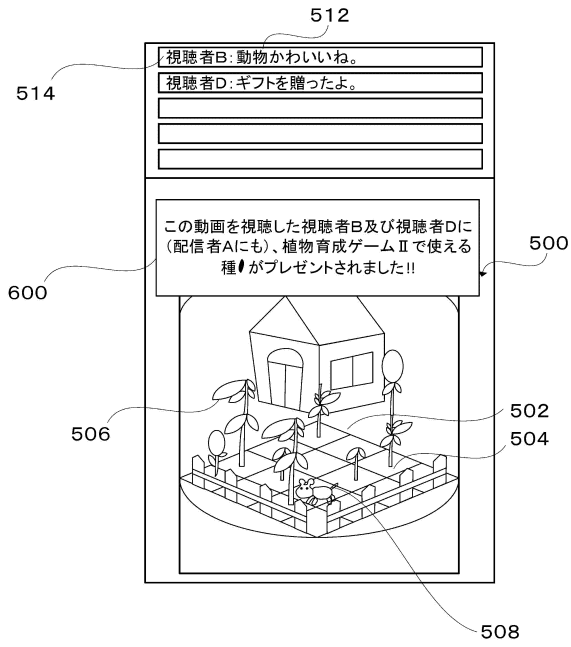 512
視聴者B:動物かわいいね。
514
視聴者D:ギフトを贈ったよ。
この動画を視聴した視聴者B及び視聴者Dに
(配信者Aにも)、植物育成ゲームⅡで使える
種 がプレゼントされました!!
500
600
502
506
504
508